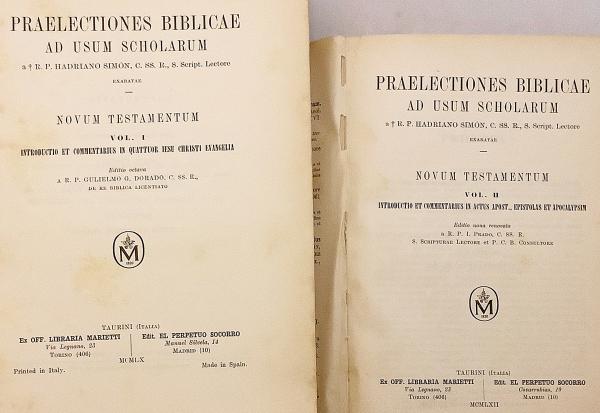 PRAELECTIONES BIBLICAE
AD USUM SCHOLARUM
a † R. P. HADRIANO SIMÓN, C. SS. R., S. Script. Lectore
EXARATAE
NOVUM TESTAMENTUM
VOL. I
INTRODUCTIO ET COMMENTARIUS IN QUATTUOR IESU CHRISTI EVANGELIA
Editio octava
A R. P. GULIELMO G. DORADO, C. SS. R.,
DE RE BIBLICA LICENTIATO
M
1820
TAURINI (ITALIA)
Ex OFF. LIBRARIA MARIETTI
Via Legnano, 23
TORINO (406)
Edit. EL PERPETUO SOCORRO
Manuel Silvela, 14
MADRID (10)
MCMLX
Printed in Italy.
Made in Spain.
PRAELECTIONES BIBLICAE
AD USUM SCHOLARUM
a † R. P. HADRIANO SIMÓN, C. SS. R., S. Script. Lectore
EXARATAE
NOVUM TESTAMENTUM
VOL. II
INTRODUCTIO ET COMMENTARIUS IN ACTUS APOST., EPISTOLAS ET APOCALYPSIM
Editio nona renovata
A R. P. I. PRADO, C. SS. R.
S. SCRIPTURAE LECTORE ET P. C. B. CONSULTORE
M
1820
TAURINI (ITALIA)
Ex OFF. LIBRARIA MARIETTI
Via Legnano, 23
TORINO (406)
Edit. EL PERPETUO SOCORRO
Covarrubias, 19
MADRID (10)
MCMLXII